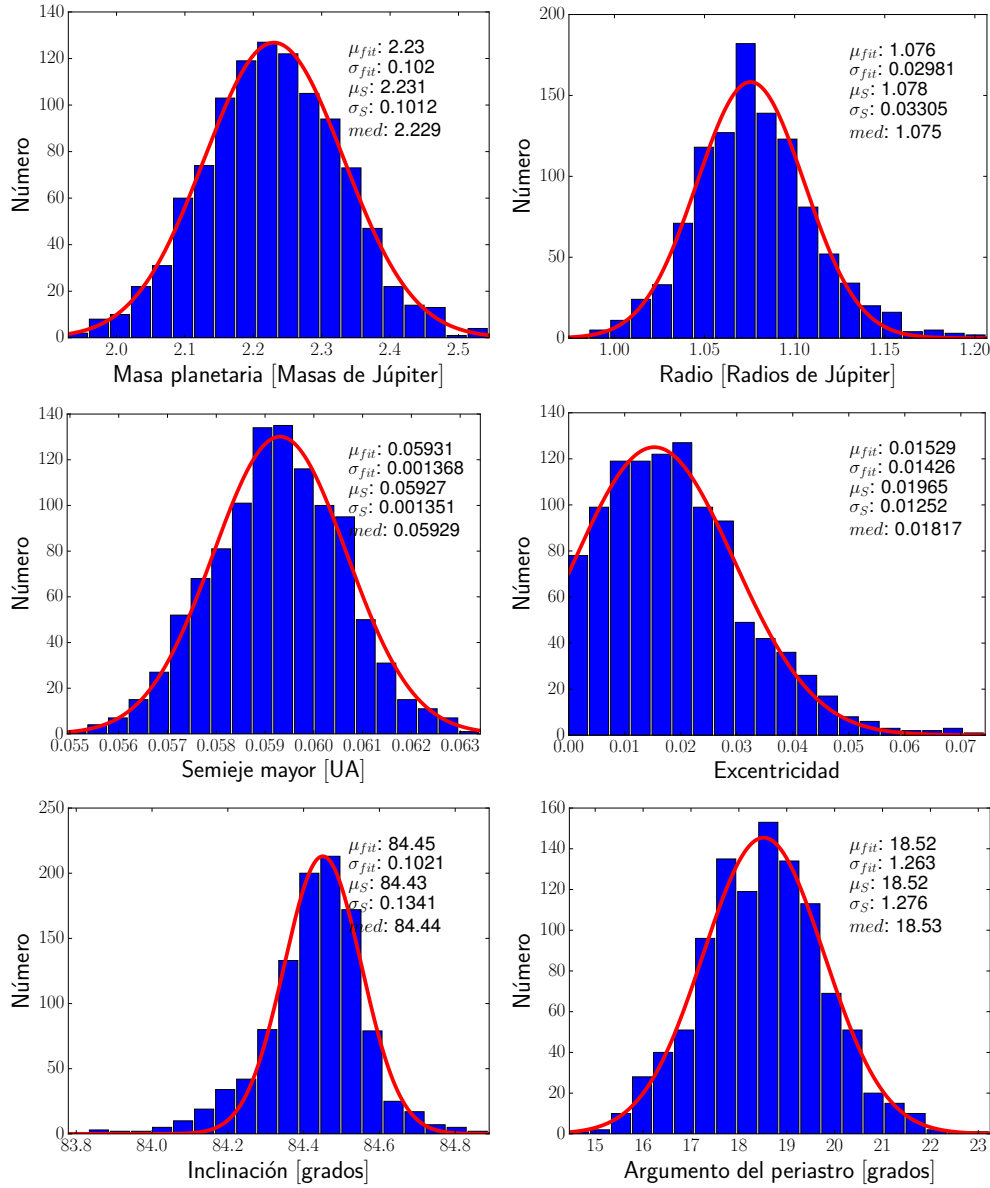 140
120
100
80
60
40
20
0
Número
μfit: 2.23
σfit: 0.102
μS: 2.231
σS: 0.1012
med: 2.229
2.0 2.1 2.2 2.3 2.4 2.5
Masa planetaria [Masas de Júpiter]
200
150
100
50
0
Número
μfit: 1.076
σfit: 0.02981
μS: 1.078
σS: 0.03305
med: 1.075
1.00 1.05 1.10 1.15 1.20
Radio [Radios de Júpiter]
140
120
100
80
60
40
20
0
Número
μfit: 0.05931
σfit: 0.001368
μS: 0.05927
σS: 0.001351
med: 0.05929
0.055 0.056 0.057 0.058 0.059 0.060 0.061 0.062 0.063
Semieje mayor [UA]
140
120
100
80
60
40
20
0
Número
μfit: 0.01529
σfit: 0.01426
μS: 0.01965
σS: 0.01252
med: 0.01817
0.00 0.01 0.02 0.03 0.04 0.05 0.06 0.07
Excentricidad
250
200
150
100
50
0
Número
μfit: 84.45
σfit: 0.1021
μS: 84.43
σS: 0.1341
med: 84.44
83.8 84.0 84.2 84.4 84.6 84.8
Inclinación [grados]
160
140
120
100
80
60
40
20
0
Número
μfit: 18.52
σfit: 1.263
μS: 18.52
σS: 1.276
med: 18.53
15 16 17 18 19 20 21 22 23
Argumento del periastro [grados]